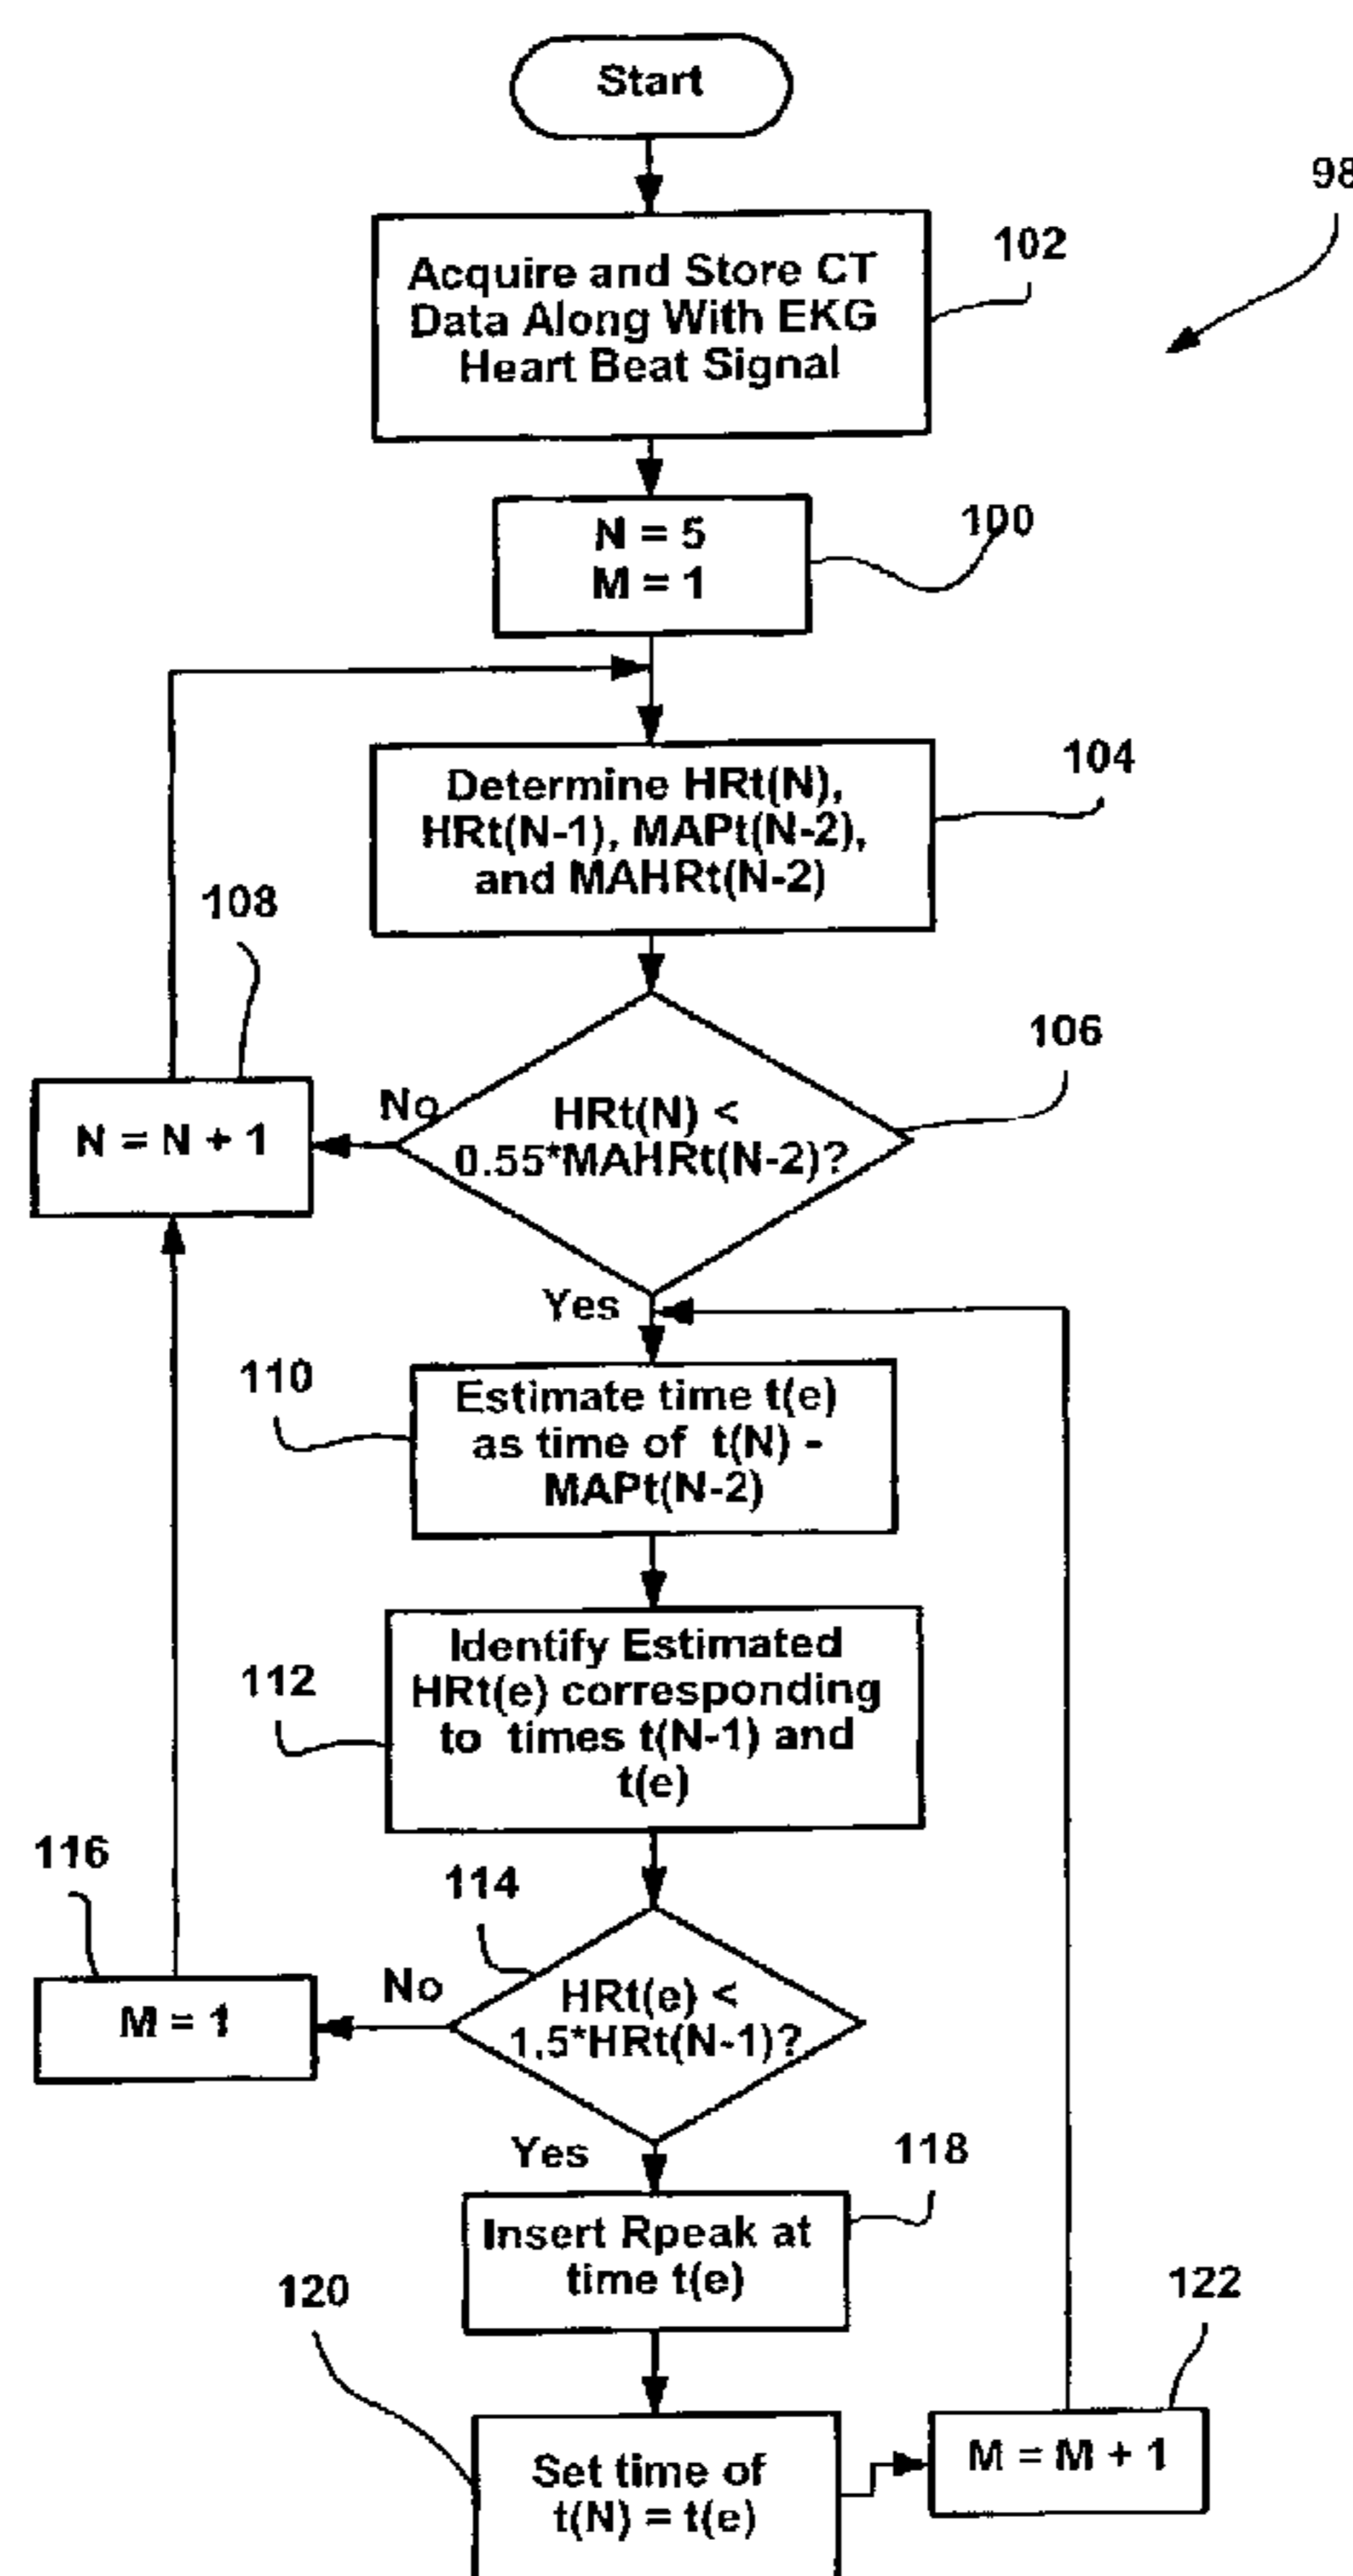 Start
98
102
Acquire and Store CT
Data Along With EKG
Heart Beat Signal
100
N = 5
M = 1
104
Determine HRt(N),
HRt(N-1), MAPt(N-2),
and MAHRt(N-2)
108
106
No
HRt(N) <
0.55*MAHRt(N-2)?
N = N + 1
Yes
110
Estimate time t(e)
as time of t(N) -
MAPt(N-2)
112
Identify Estimated
HRt(e) corresponding
to times t(N-1) and
t(e)
116
114
No
HRt(e) <
1.5*HRt(N-1)?
M = 1
Yes
118
Insert Rpeak at
time t(e)
120
122
Set time of
t(N) = t(e)
M = M + 1